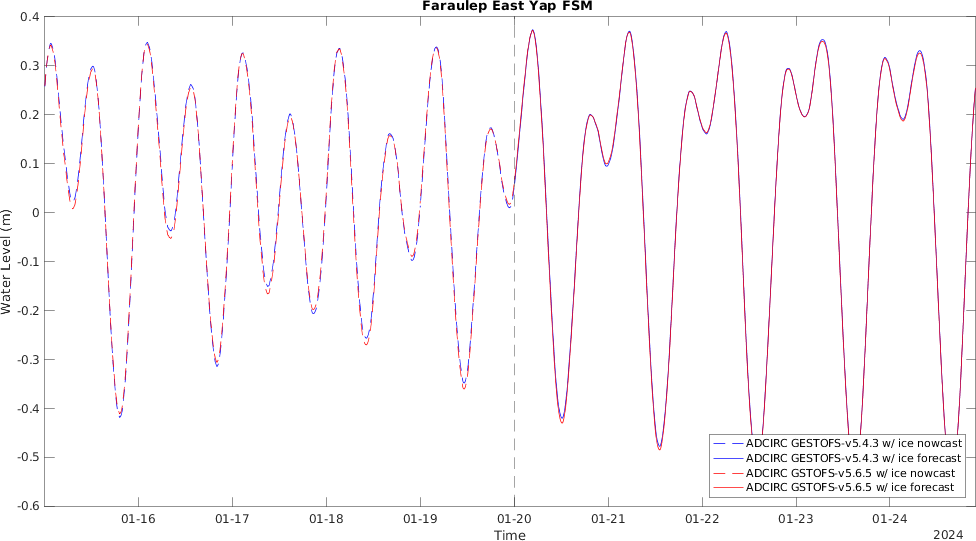 Faraulep East Yap FSM
0.4
0.3
0.2
0.1
0
-0.1
-0.2
-0.3
-0.4
-0.5
-0.6
Water Level (m)
ADCIRC GESTOFS-v5.4.3 w/ ice nowcast
ADCIRC GESTOFS-v5.4.3 w/ ice forecast
ADCIRC GSTOFS-v5.6.5 w/ ice nowcast
ADCIRC GSTOFS-v5.6.5 w/ ice forecast
01-16 01-17 01-18 01-19 01-20 01-21 01-22 01-23 01-24
Time
2024